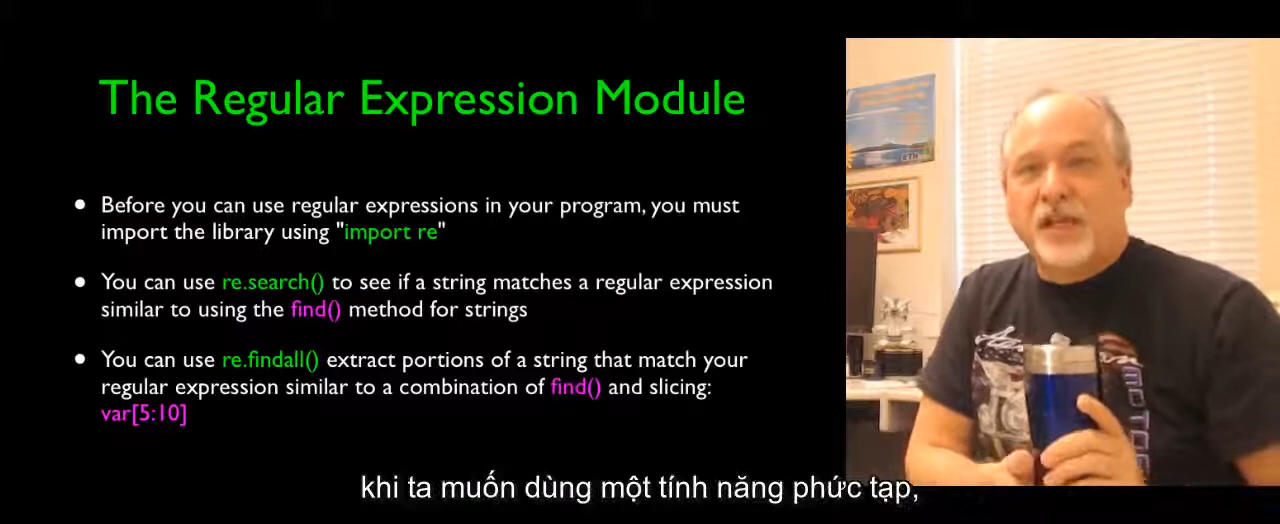 The Regular Expression Module
● Before you can use regular expressions in your program, you must
import the library using "import re"
● You can use re.search() to see if a string matches a regular expression
similar to using the find() method for strings
● You can use re.findall() extract portions of a string that match your
regular expression similar to a combination of find() and slicing:
var[5:10]
ETH
khi ta muốn dùng một tính năng phức tạp,